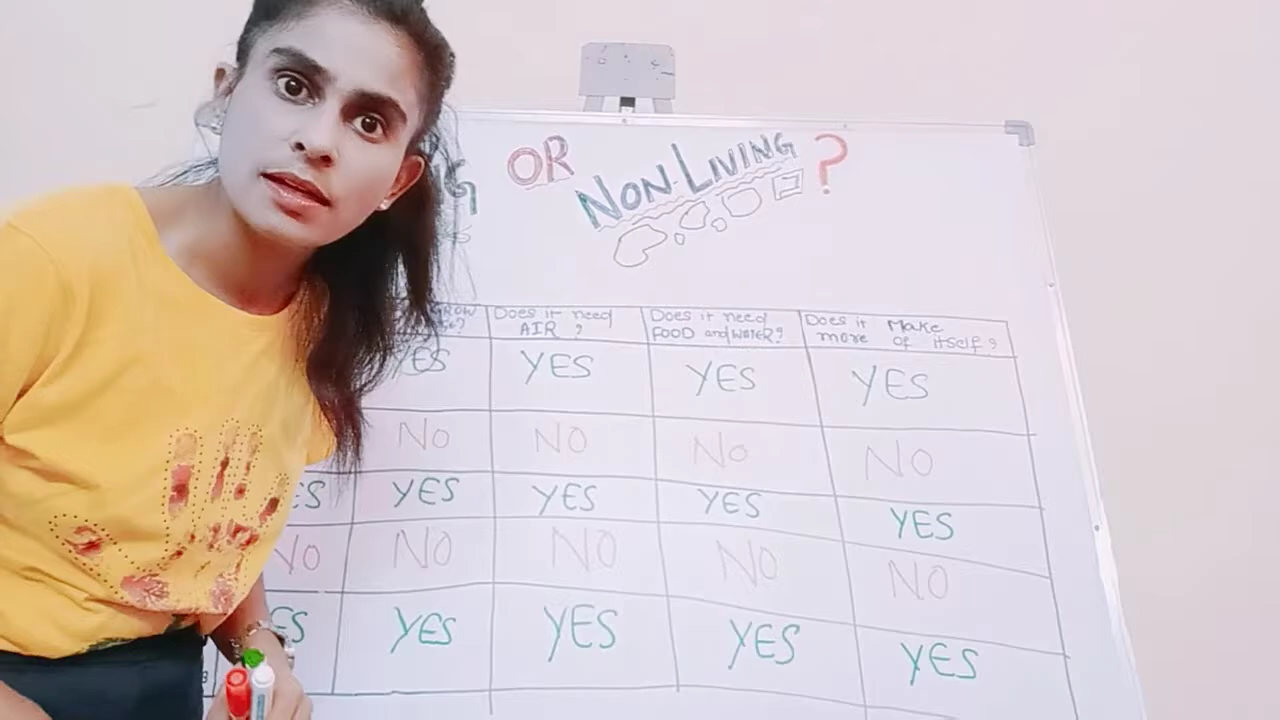 OR NON-LIVING ?
GROW
Does it need
AIR ?
Does it need
FOOD and WATER?
Does it Make
more of itself ?
YES YES YES YES
NO NO NO NO
YES YES YES YES
NO NO NO NO NO
YES YES YES YES